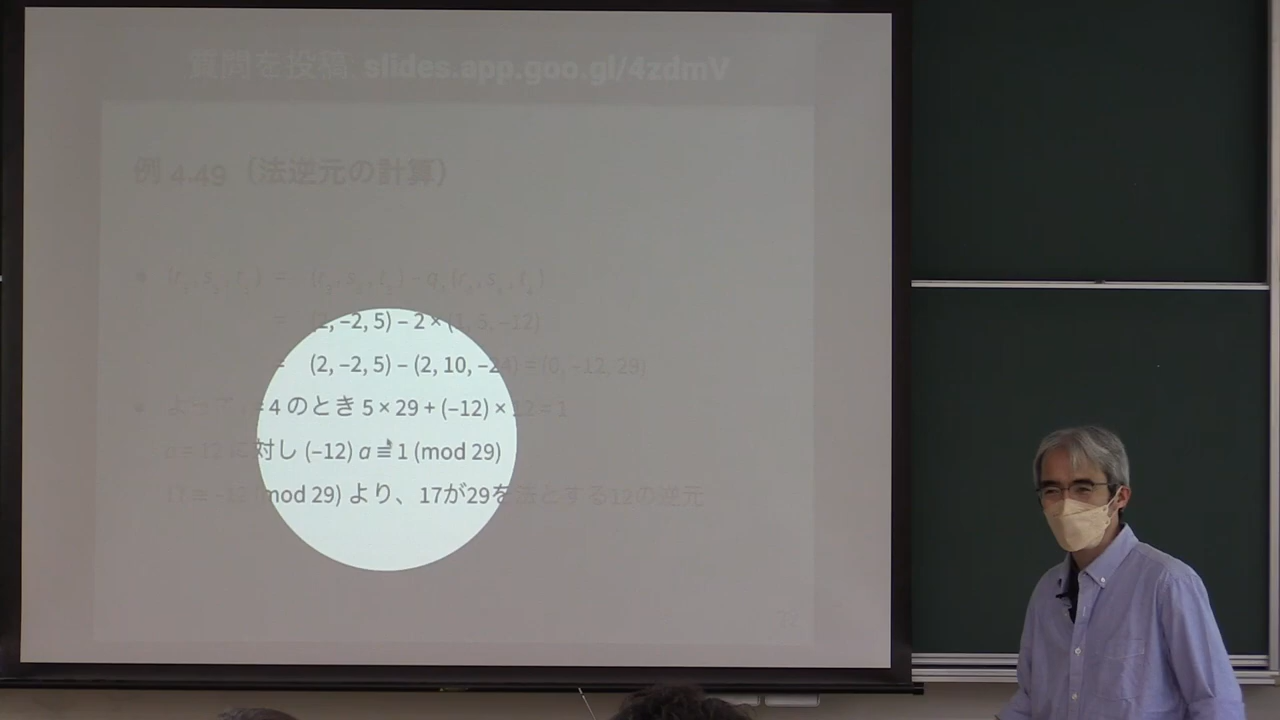 質問を投稿: slides.app.goo.gl/4zdmV
例 4.49（法逆元の計算）
= (2, –2, 5) – 2 × (1, 5, –12)
= (2, –2, 5) – (2, 10, –24) = (0, –12, 29)
よって i = 4 のとき 5 × 29 + (–12) × 12 = 1
a = 12 に対し (–12) a ≡ 1 (mod 29)
17 ≡ –12 (mod 29) より、17が29を法とする12の逆元